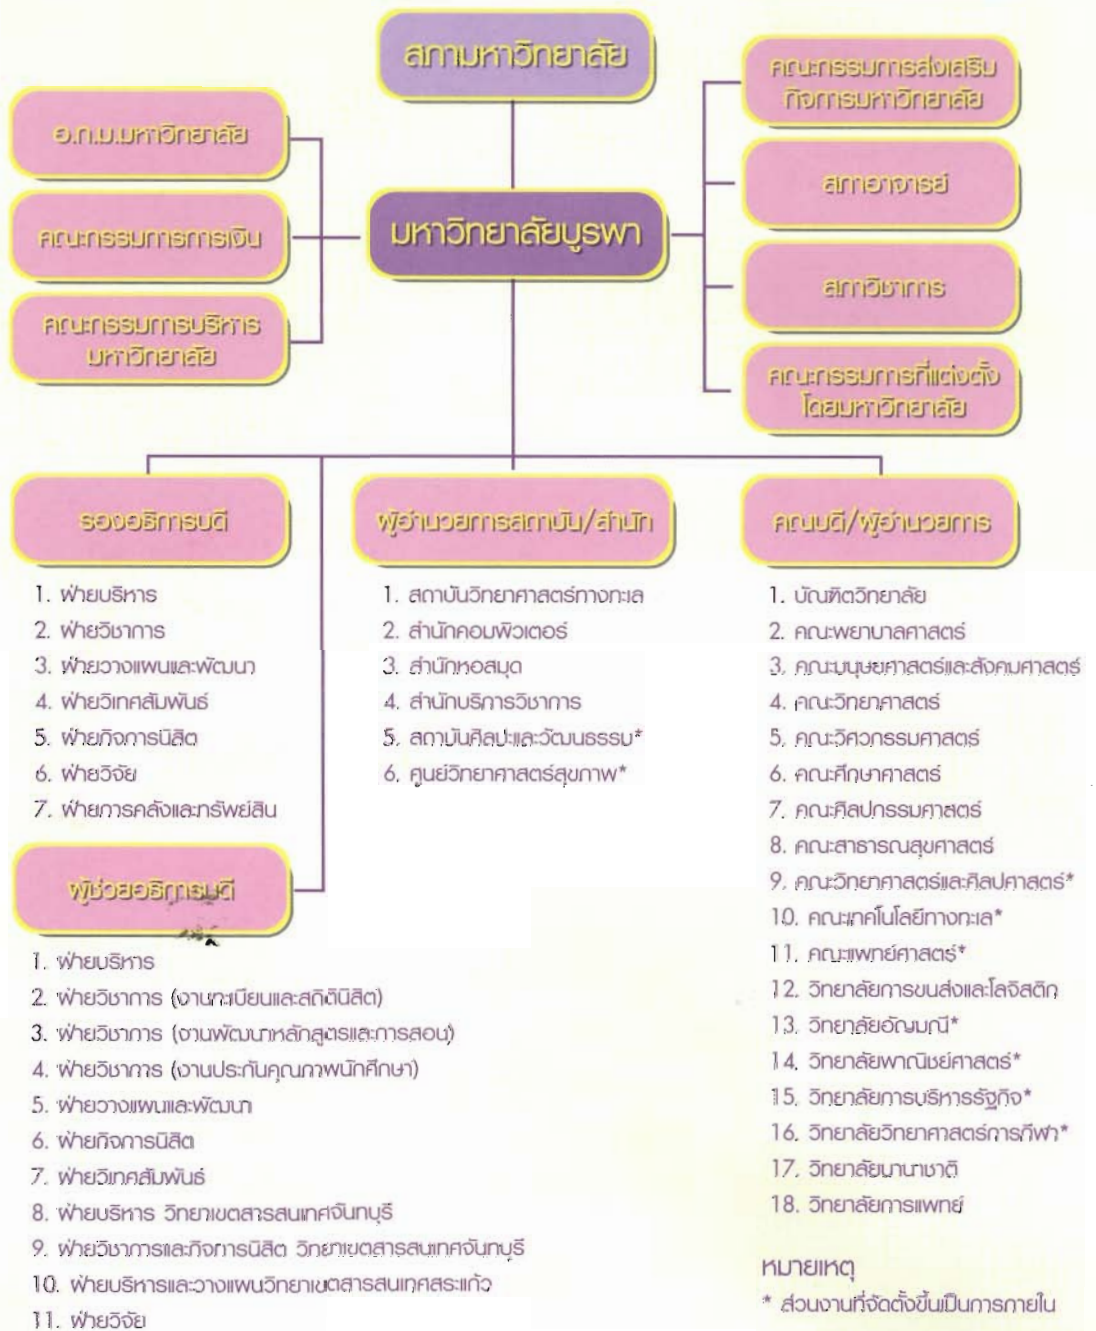 สภามหาวิทยาลัย
อ.ก.ม.มหาวิทยาลัย
คณะกรรมการการเงิน
คณะกรรมการบริหาร
มหาวิทยาลัย
มหาวิทยาลัยบูรพา
คณะกรรมการส่งเสริม
กิจการมหาวิทยาลัย
สภาอาจารย์
สภาวิชาการ
คณะกรรมการที่แต่งตั้ง
โดยมหาวิทยาลัย
รองอธิการบดี
1. ฝ่ายบริหาร
2. ฝ่ายวิชาการ
3. ฝ่ายวางแผนและพัฒนา
4. ฝ่ายวิเทศสัมพันธ์
5. ฝ่ายกิจการนิสิต
6. ฝ่ายวิจัย
7. ฝ่ายการคลังและทรัพย์สิน
ผู้ช่วยอธิการบดี
1. ฝ่ายบริหาร
2. ฝ่ายวิชาการ (งานทะเบียนและสถิตินิสิต)
3. ฝ่ายวิชาการ (งานพัฒนาหลักสูตรและการสอน)
4. ฝ่ายวิชาการ (งานประกันคุณภาพนักศึกษา)
5. ฝ่ายวางแผนและพัฒนา
6. ฝ่ายกิจการนิสิต
7. ฝ่ายวิเทศสัมพันธ์
8. ฝ่ายบริหาร วิทยาเขตสารสนเทศจันทบุรี
9. ฝ่ายวิชาการและกิจการนิสิต วิทยาเขตสารสนเทศจันทบุรี
10. ฝ่ายบริหารและวางแผนวิทยาเขตสารสนเทศสระแก้ว
11. ฝ่ายวิจัย
ผู้อำนวยการสถาบัน/สำนัก
1. สถาบันวิทยาศาสตร์ทางทะเล
2. สำนักคอมพิวเตอร์
3. สำนักหอสมุด
4. สำนักบริการวิชาการ
5. สถาบันศิลปะและวัฒนธรรม*
6. ศูนย์วิทยาศาสตร์สุขภาพ*
คณบดี/ผู้อำนวยการ
1. บัณฑิตวิทยาลัย
2. คณะพยาบาลศาสตร์
3. คณะมนุษยศาสตร์และสังคมศาสตร์
4. คณะวิทยาศาสตร์
5. คณะวิศวกรรมศาสตร์
6. คณะศึกษาศาสตร์
7. คณะศิลปกรรมศาสตร์
8. คณะสาธารณสุขศาสตร์
9. คณะวิทยาศาสตร์และศิลปศาสตร์*
10. คณะเทคโนโลยีทางทะเล*
11. คณะแพทย์ศาสตร์*
12. วิทยาลัยการขนส่งและโลจิสติก
13. วิทยาลัยอัญมณี*
14. วิทยาลัยพาณิชย์ศาสตร์*
15. วิทยาลัยการบริหารรัฐกิจ*
16. วิทยาลัยวิทยาศาสตร์การกีฬา*
17. วิทยาลัยนานาชาติ
18. วิทยาลัยการแพทย์
หมายเหตุ
* ส่วนงานที่จัดตั้งขึ้นเป็นการภายใน